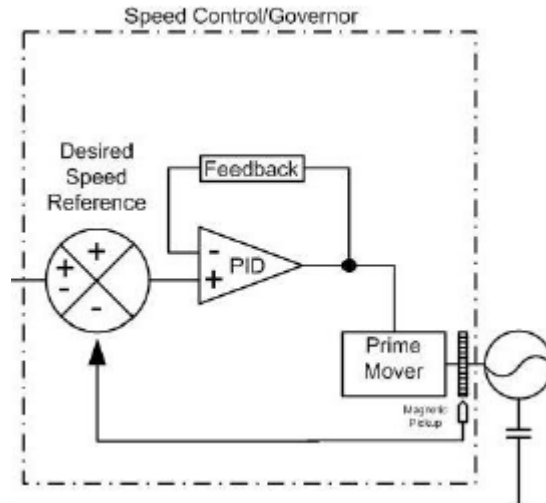 Speed Control/Governor
Desired
Speed
Reference
+
+
-
-
Feedback
-
+
PID
Prime
Mover
Magnetic
Pickup